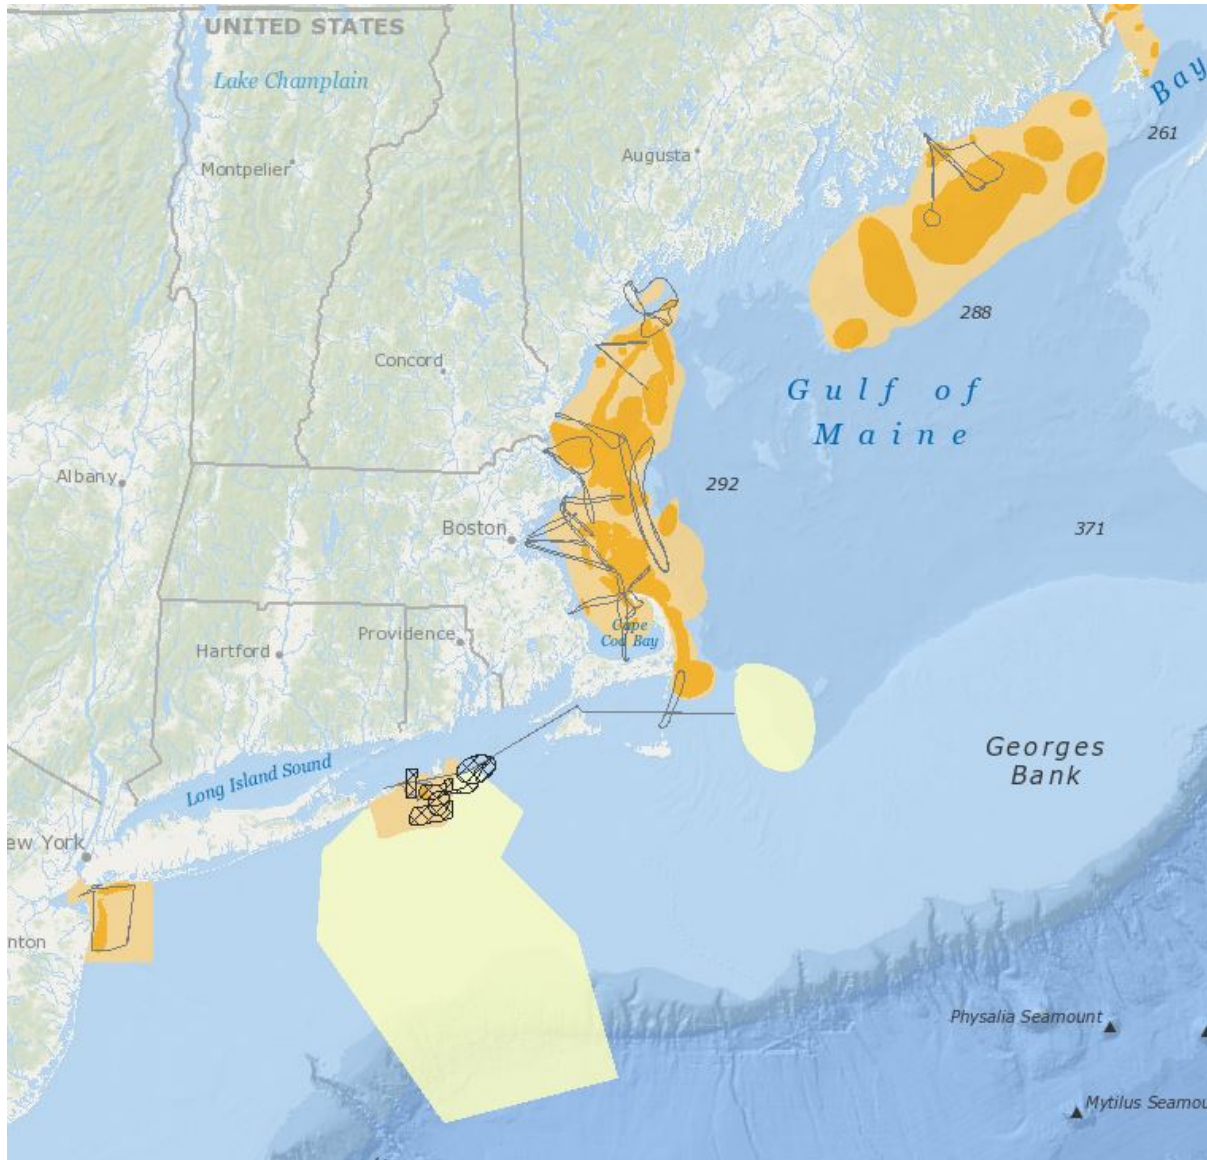 UNITED STATES
Lake Champlain
Bay
261
Augusta
Montpelier
288
Concord
Gulf of
Maine
Albany
292
Boston
371
Cape
Cod Bay
Providence
Hartford
Georges
Bank
Long Island Sound
ew York
nton
Physalia Seamount
Mytilus Seamou